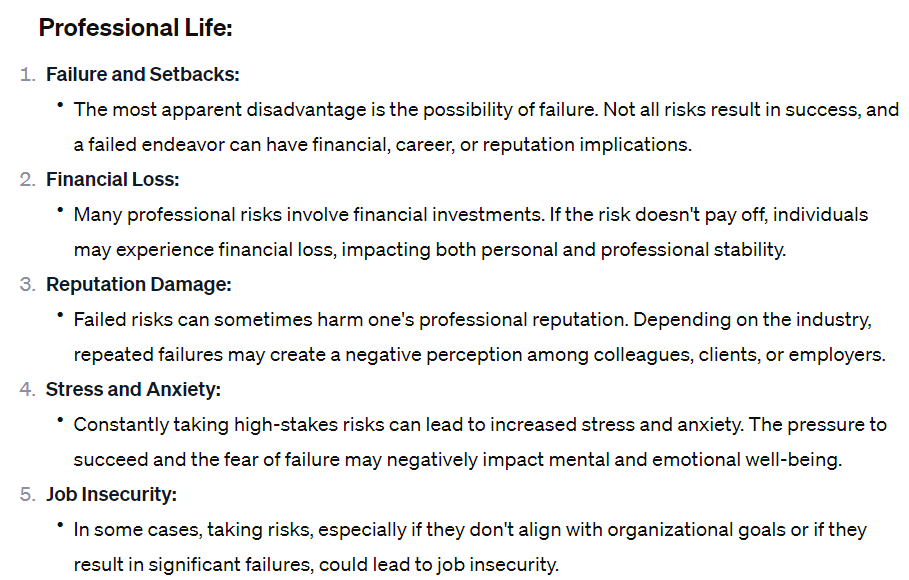 Professional Life:
1. Failure and Setbacks:
• The most apparent disadvantage is the possibility of failure. Not all risks result in success, and
a failed endeavor can have financial, career, or reputation implications.
2. Financial Loss:
• Many professional risks involve financial investments. If the risk doesn't pay off, individuals
may experience financial loss, impacting both personal and professional stability.
3. Reputation Damage:
• Failed risks can sometimes harm one's professional reputation. Depending on the industry,
repeated failures may create a negative perception among colleagues, clients, or employers.
4. Stress and Anxiety:
• Constantly taking high-stakes risks can lead to increased stress and anxiety. The pressure to
succeed and the fear of failure may negatively impact mental and emotional well-being.
5. Job Insecurity:
• In some cases, taking risks, especially if they don't align with organizational goals or if they
result in significant failures, could lead to job insecurity.